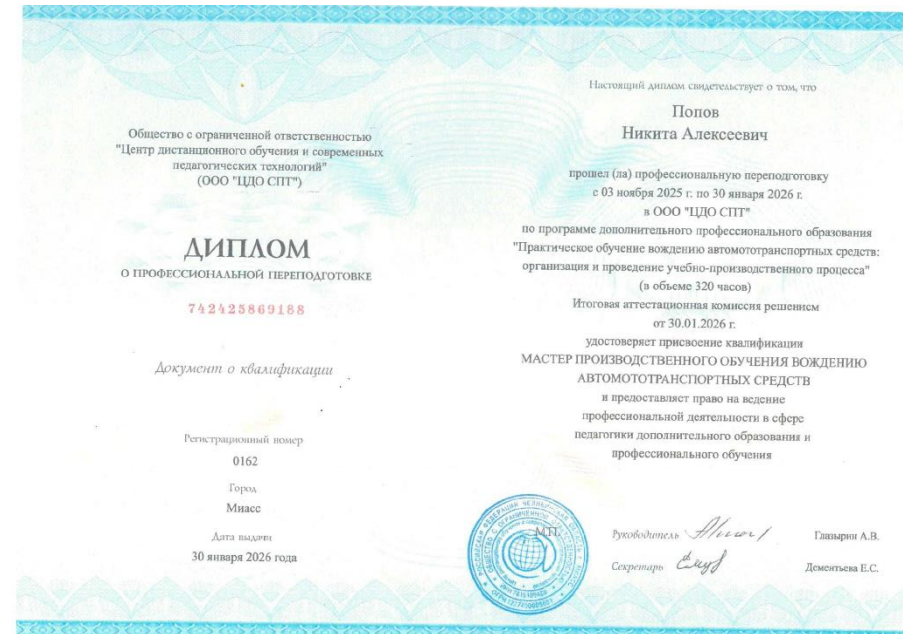 Общество с ограниченной ответственностью
"Центр дистанционного обучения и современных
педагогических технологий"
(ООО "ЦДО СПТ")
ДИПЛОМ
О ПРОФЕССИОНАЛЬНОЙ ПЕРЕПОДГОТОВКЕ
742425869188
Документ о квалификации
Регистрационный номер
0162
Город
Миасс
Дата выдачи
30 января 2026 года
Настоящий диплом свидетельствует о том, что
Попов
Никита Алексеевич
прошел (ла) профессиональную переподготовку
с 03 ноября 2025 г. по 30 января 2026 г.
в ООО "ЦДО СПТ"
по программе дополнительного профессионального образования
"Практическое обучение вождению автомототранспортных средств:
организация и проведение учебно-производственного процесса"
(в объеме 320 часов)
Итоговая аттестационная комиссия решением
от 30.01.2026 г.
удостоверяет присвоение квалификации
МАСТЕР ПРОИЗВОДСТВЕННОГО ОБУЧЕНИЯ ВОЖДЕНИЮ
АВТОМОТОТРАНСПОРТНЫХ СРЕДСТВ
и предоставляет право на ведение
профессиональной деятельности в сфере
педагогики дополнительного образования и
профессионального обучения
М.П.
Руководитель
Глазырин А.В.
Секретарь
Дементьева Е.С.